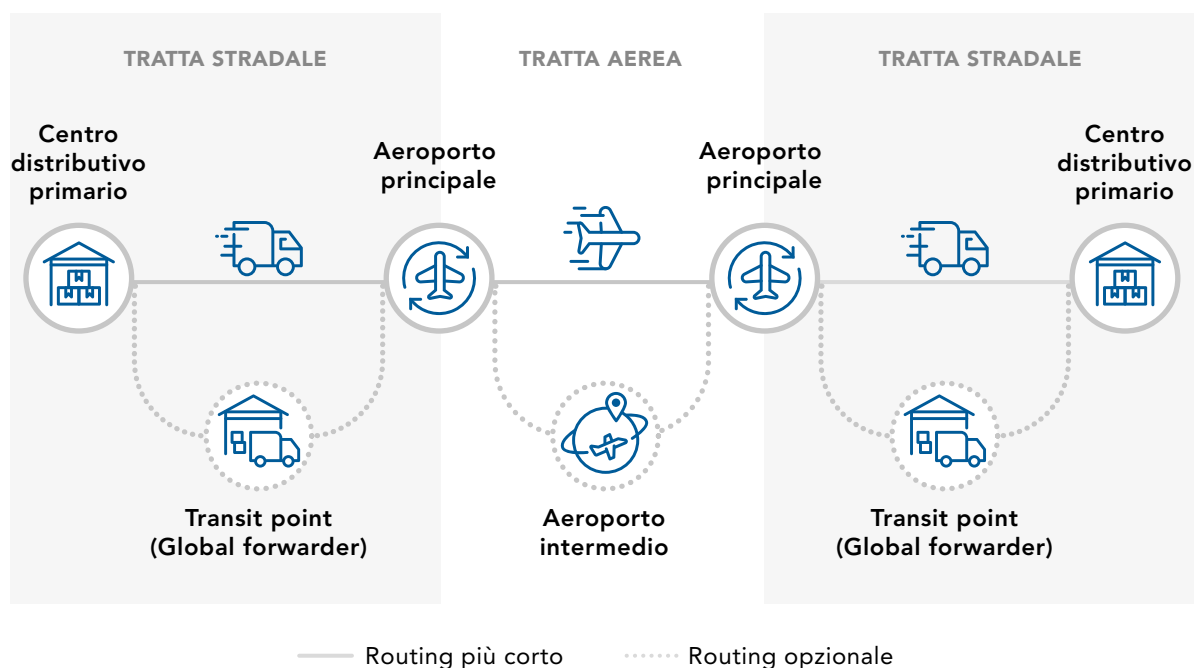 TRATTA STRADALE
TRATTA AEREA
TRATTA STRADALE
Centro
distributivo
primario
Aeroporto
principale
Aeroporto
principale
Centro
distributivo
primario
Transit point
(Global forwarder)
Aeroporto
intermedio
Transit point
(Global forwarder)
Routing più corto
Routing opzionale